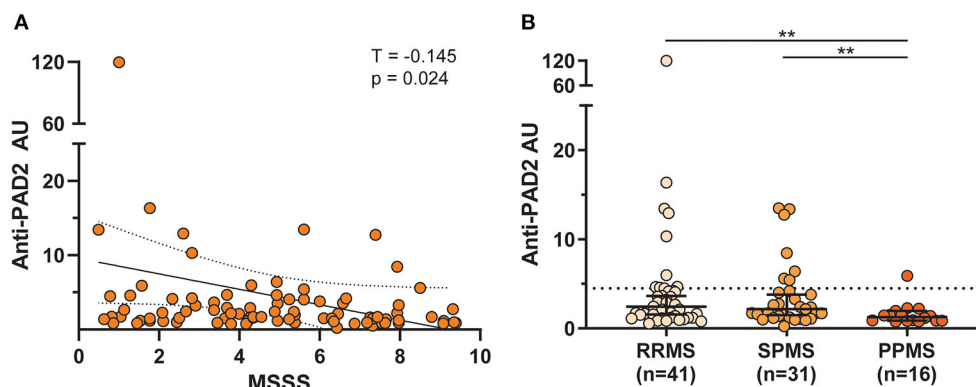 A
Anti-PAD2 AU
120
60
20
10
0
T = -0.145
p = 0.024
0 2 4 6 8 10
MSSS
B
Anti-PAD2 AU
120
60
20
10
0
**
**
RRMS SPMS PPMS
(n=41) (n=31) (n=16)